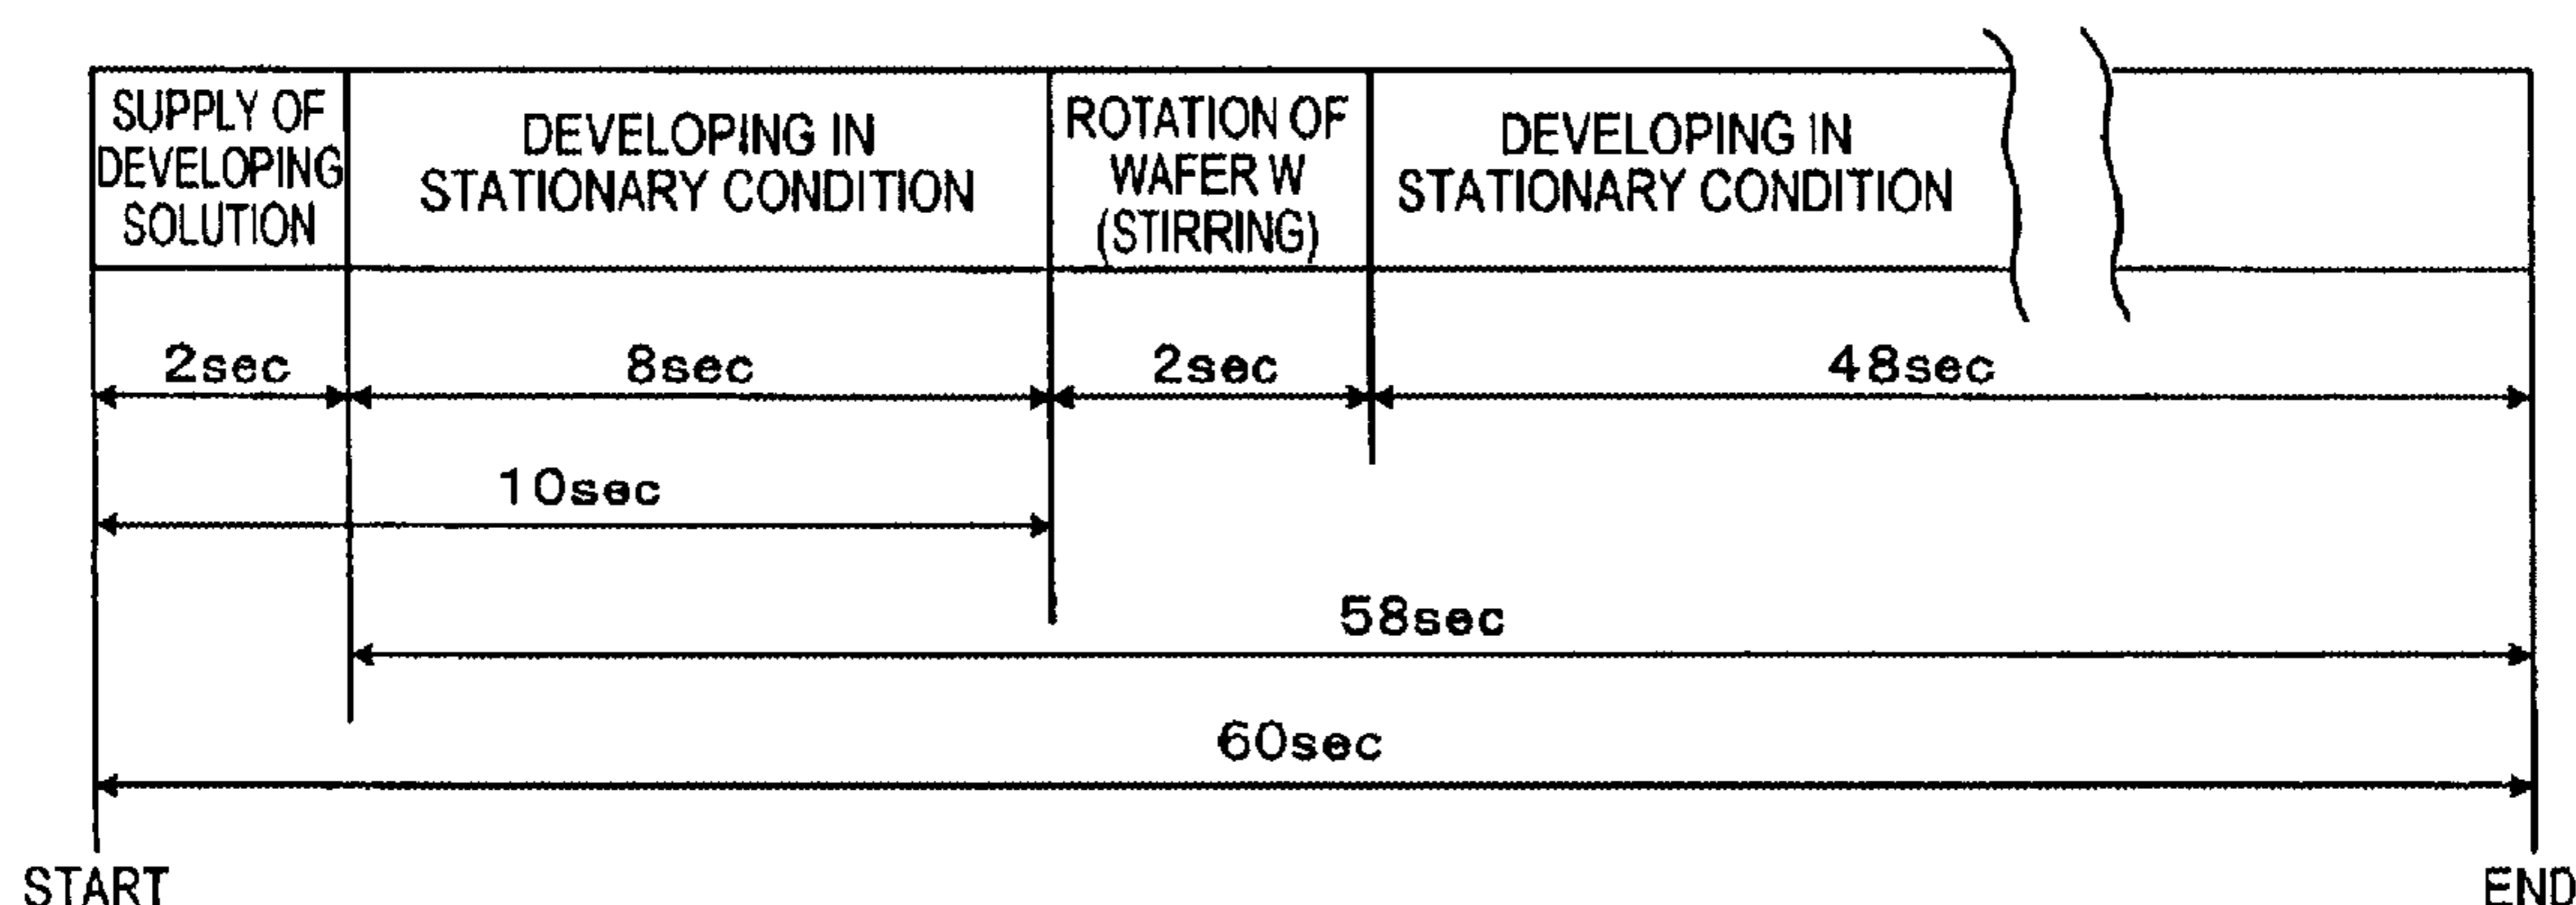 SUPPLY OF
DEVELOPING
SOLUTION
DEVELOPING IN
STATIONARY CONDITION
ROTATION OF
WAFER W
(STIRRING)
DEVELOPING IN
STATIONARY CONDITION
2sec
8sec
2sec
48sec
10sec
58sec
60sec
START
END